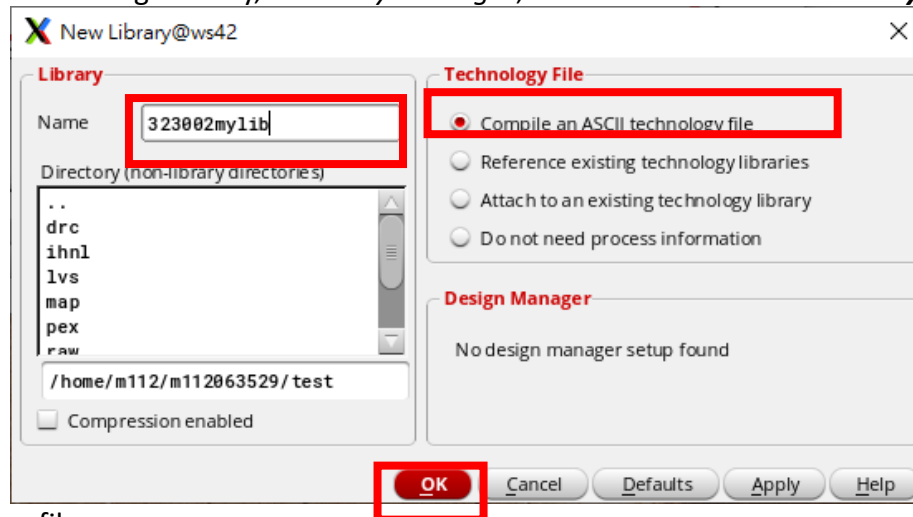 New Library@ws42
Library
Name
323002mylib
Directory (non-library directories)
..
drc
ihnl
lvs
map
pex
raw
/home/m112/m112063529/test
Compression enabled
Technology File
Compile an ASCII technology file
Reference existing technology libraries
Attach to an existing technology library
Do not need process information
Design Manager
No design manager setup found
OK Cancel Defaults Apply Help